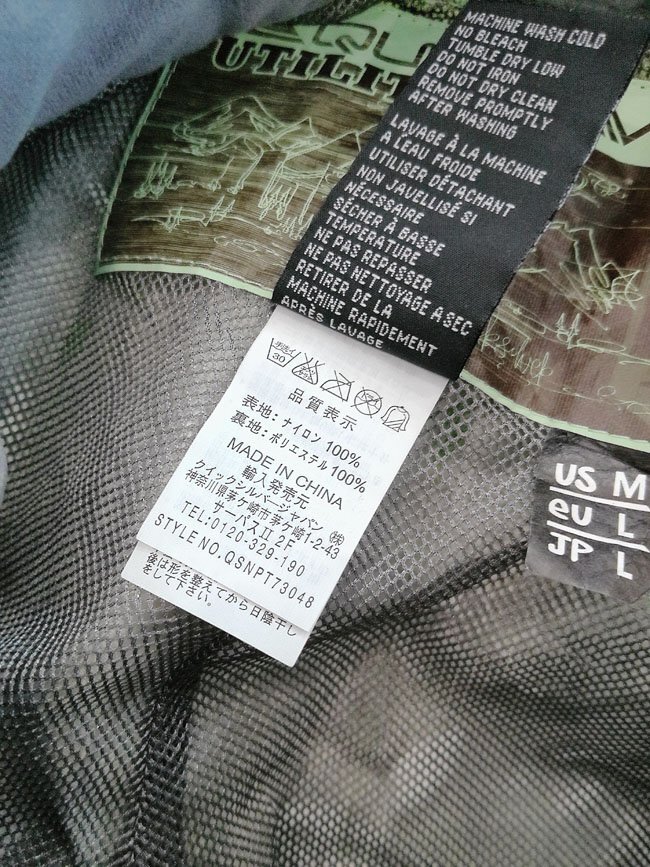 UTILIT
MACHINE WASH COLD
NO BLEACH
TUMBLE DRY LOW
DO NOT IRON
DO NOT DRY CLEAN
REMOVE PROMPTLY
AFTER WASHING
LAVAGE À LA MACHINE
A L'EAU FROIDE
UTILISER DÉTACHANT
NON JAVELLISÉ SI
NÉCESSAIRE
SÉCHER À BASSE
TEMPÉRATURE
NE PAS REPASSER
NE PAS NETTOYAGE A SEC
RETIRER DE LA
MACHINE RAPIDEMENT
APRÈS LAVAGE
手洗イ
30
品質表示
表地:ナイロン 100%
裏地:ポリエステル 100%
MADE IN CHINA
輸入発売元
クイックシルバージャパン ㈱
神奈川県茅ヶ崎市茅ヶ崎1-2-43
サーパスⅡ 2F
TEL:0120-329-190
STYLE NO. QSNPT73048
後は形を整えてから日陰干し
をして下さい。
US M
EU L
JP L